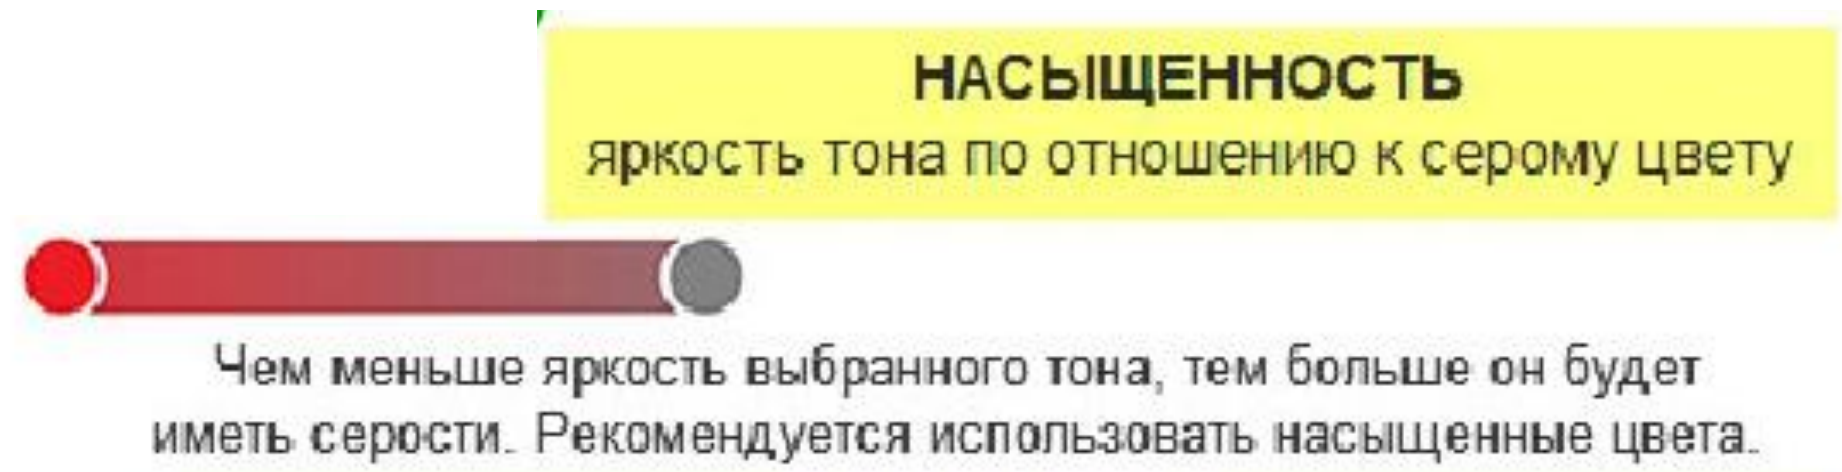 НАСЫЩЕННОСТЬ
яркость тона по отношению к серому цвету
Чем меньше яркость выбранного тона, тем больше он будет
иметь серости. Рекомендуется использовать насыщенные цвета.